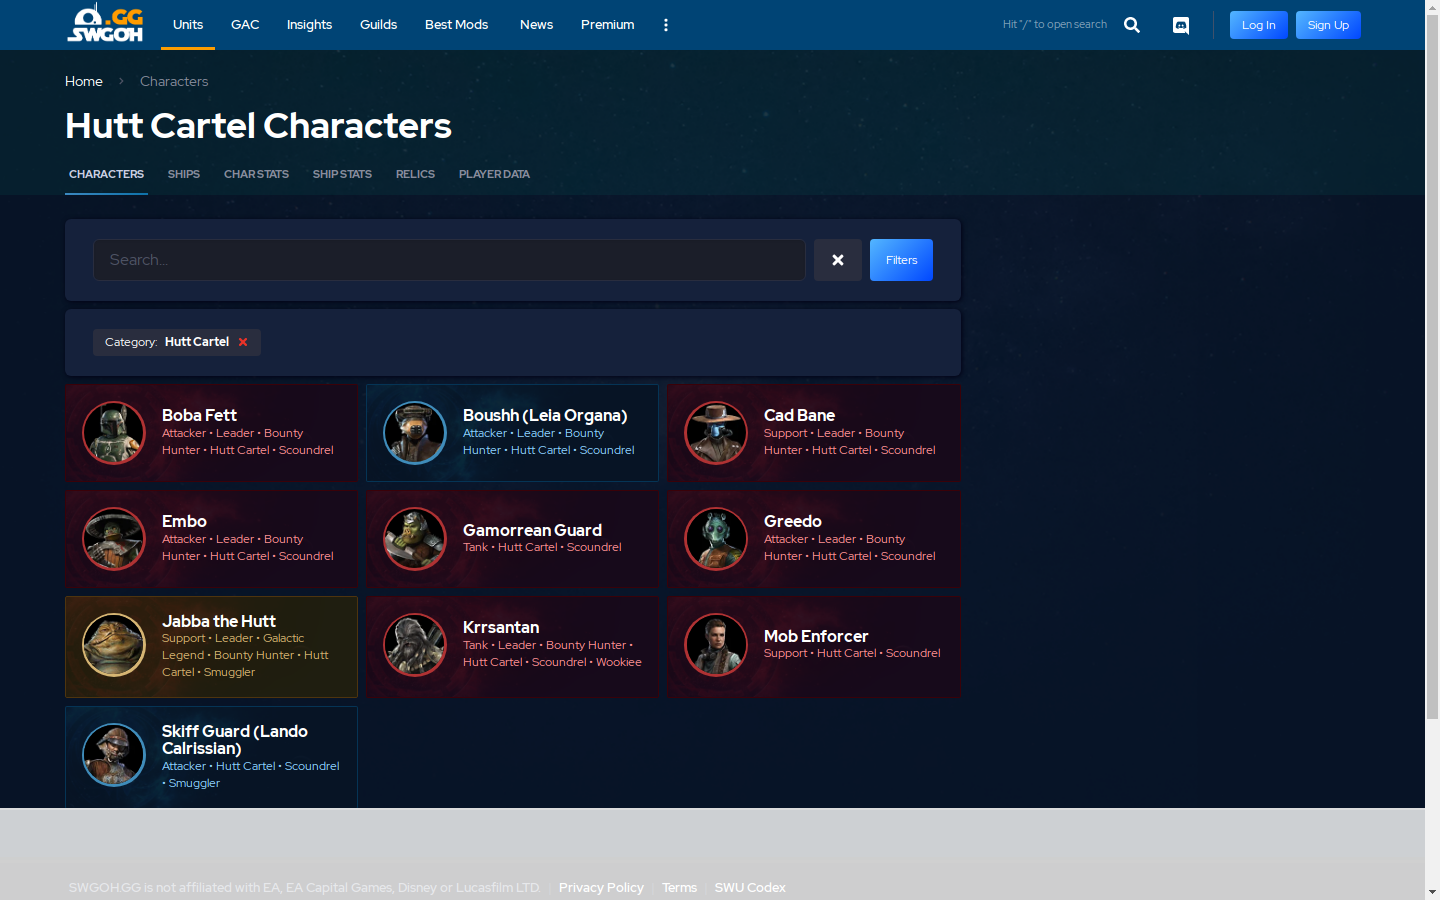 .GG
SWGOH
Units
GAC
Insights
Guilds
Best Mods
News
Premium
Hit "/" to open search
Log In
Sign Up
Home
Characters
Hutt Cartel Characters
CHARACTERS
SHIPS
CHAR STATS
SHIP STATS
RELICS
PLAYER DATA
Search...
Filters
Category: Hutt Cartel
Boba Fett
Attacker • Leader • Bounty
Hunter • Hutt Cartel • Scoundrel
Boushh (Leia Organa)
Attacker • Leader • Bounty
Hunter • Hutt Cartel • Scoundrel
Cad Bane
Support • Leader • Bounty
Hunter • Hutt Cartel • Scoundrel
Embo
Attacker • Leader • Bounty
Hunter • Hutt Cartel • Scoundrel
Gamorrean Guard
Tank • Hutt Cartel • Scoundrel
Greedo
Attacker • Leader • Bounty
Hunter • Hutt Cartel • Scoundrel
Jabba the Hutt
Support • Leader • Galactic
Legend • Bounty Hunter • Hutt
Cartel • Smuggler
Krrsantan
Tank • Leader • Bounty Hunter •
Hutt Cartel • Scoundrel • Wookiee
Mob Enforcer
Support • Hutt Cartel • Scoundrel
Skiff Guard (Lando
Calrissian)
Attacker • Hutt Cartel • Scoundrel
• Smuggler
SWGOH.GG is not affiliated with EA, EA Capital Games, Disney or Lucasfilm LTD. | Privacy Policy | Terms | SWU Codex